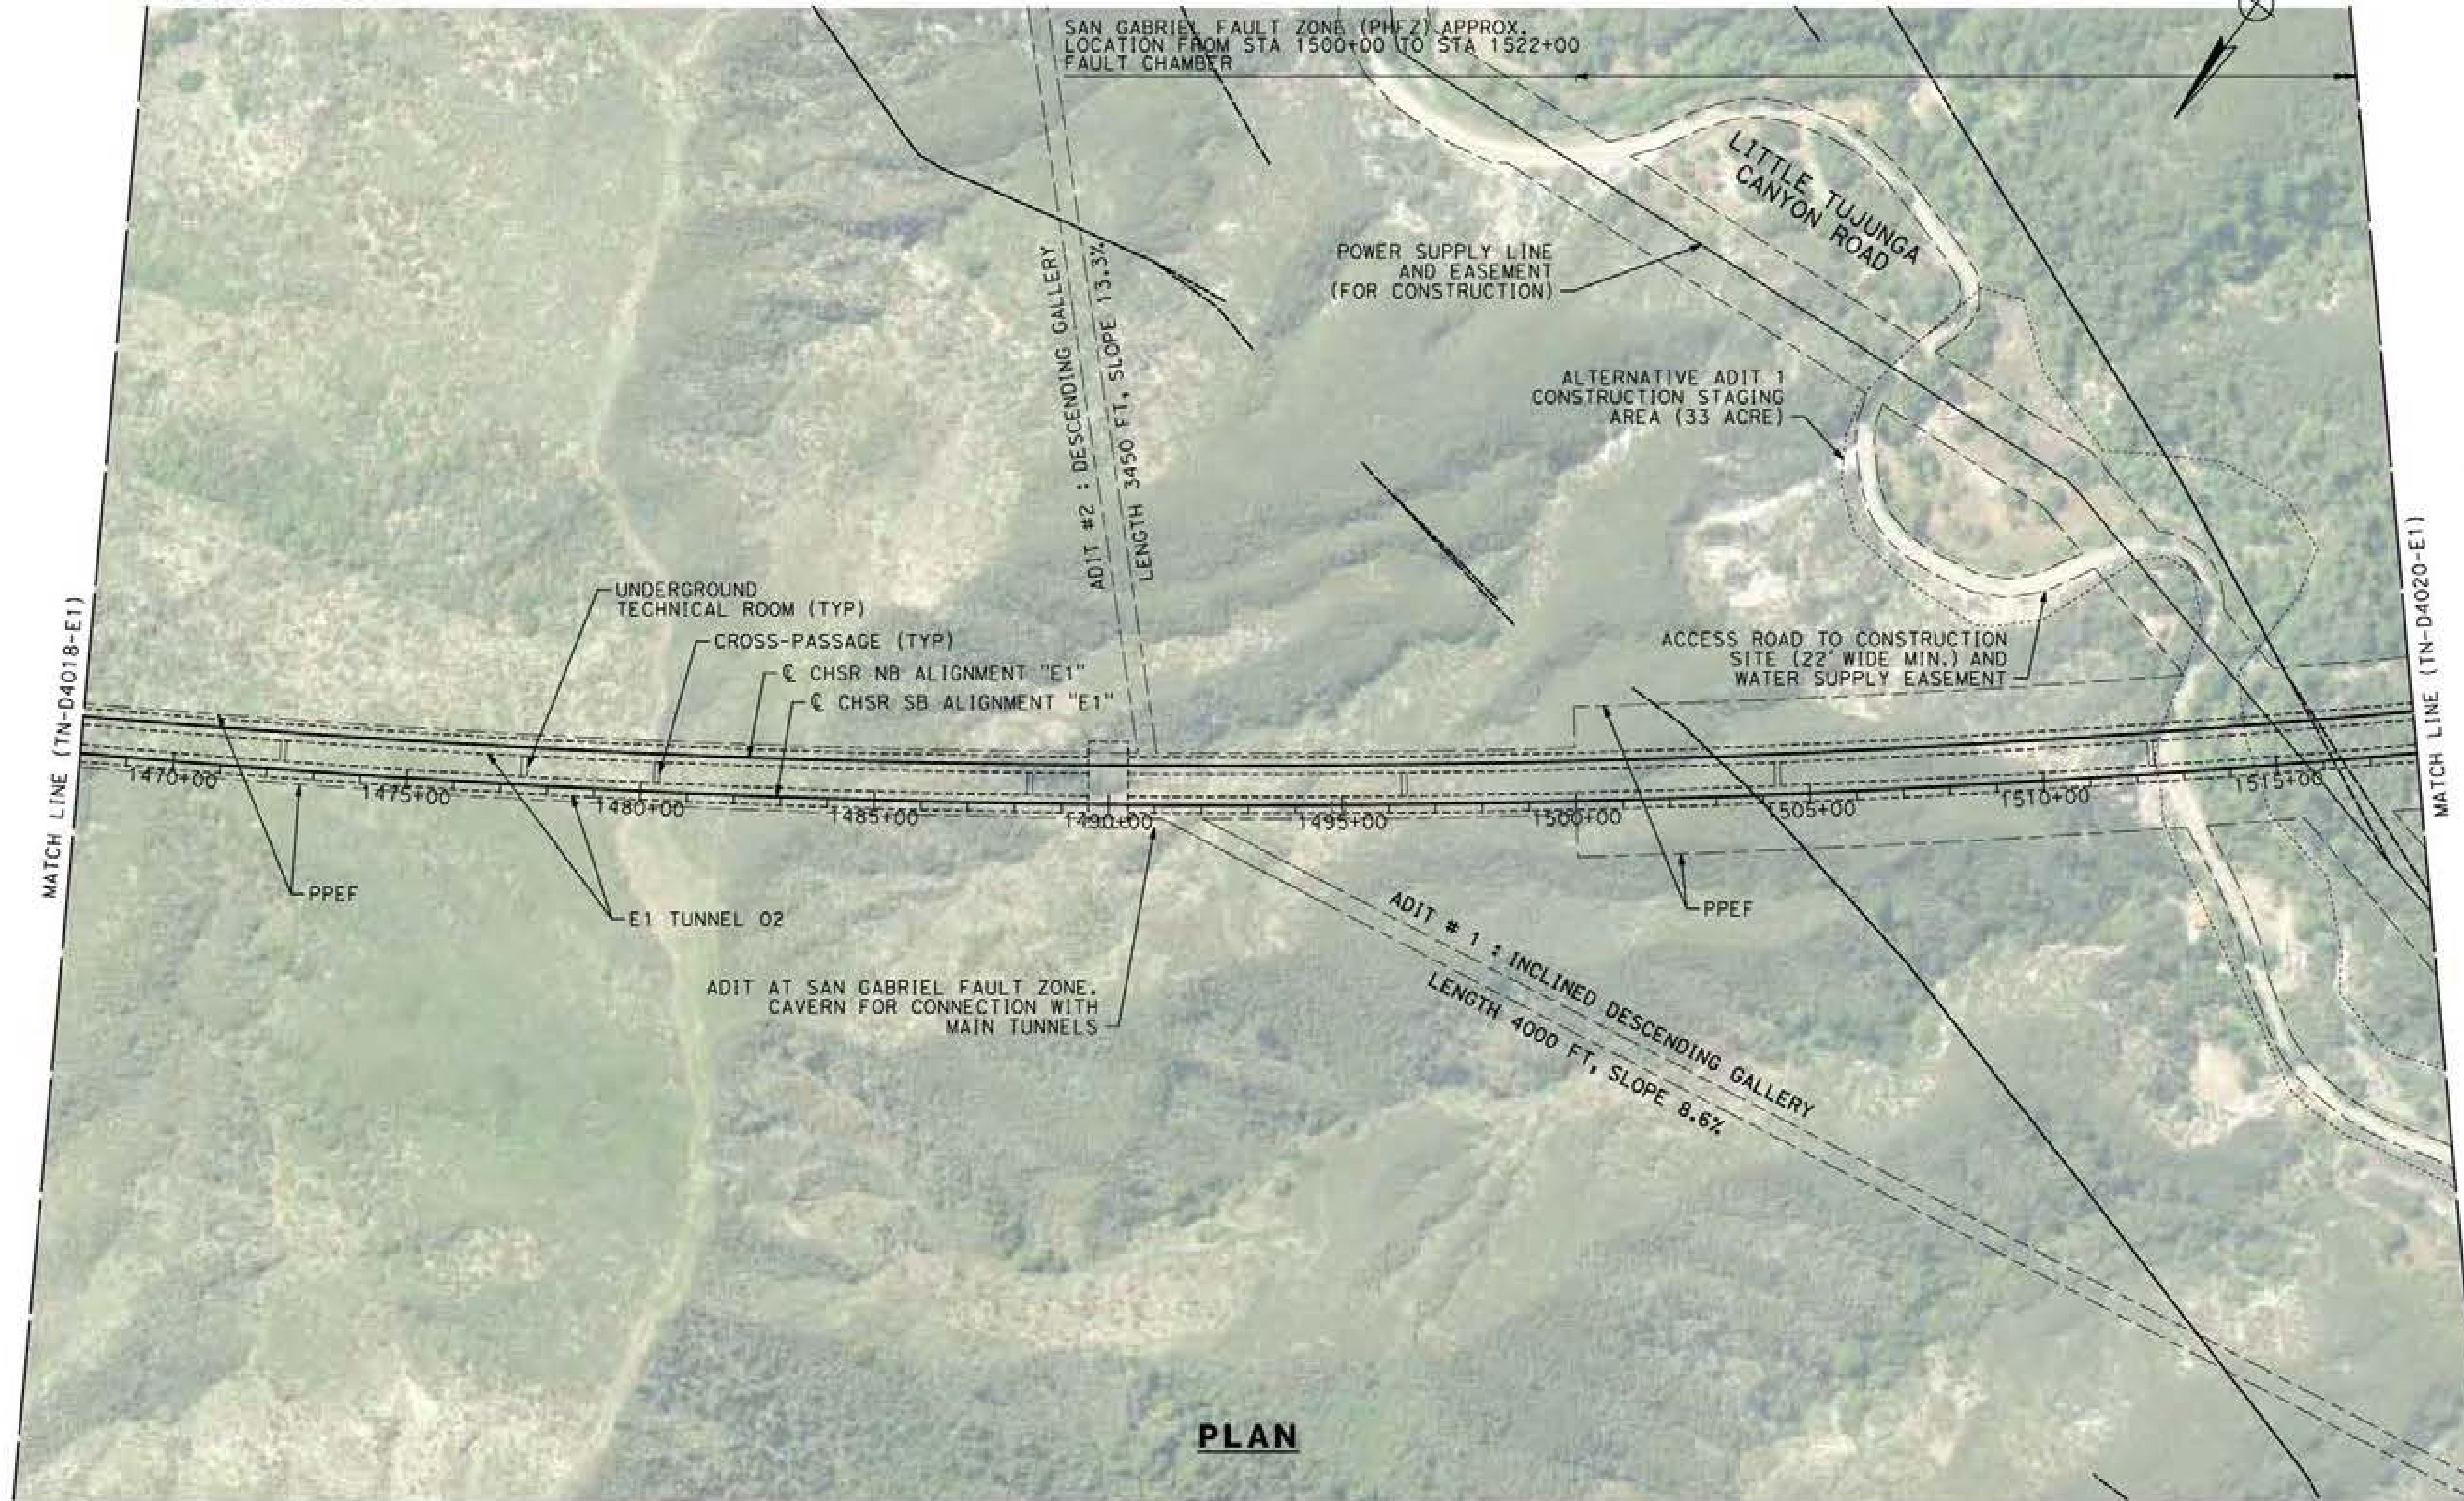 SAN GABRIEL FAULT ZONE (PHFZ) APPROX.
LOCATION FROM STA 1500+00 TO STA 1522+00
FAULT CHAMBER
LITTLE TUJUNGA
CANYON ROAD
POWER SUPPLY LINE
AND EASEMENT
(FOR CONSTRUCTION)
ADIT #2 : DESCENDING GALLERY
LENGTH 3450 FT, SLOPE 13.3%
ALTERNATIVE ADIT 1
CONSTRUCTION STAGING
AREA (33 ACRE)
UNDERGROUND
TECHNICAL ROOM (TYP)
CROSS-PASSAGE (TYP)
℄ CHSR NB ALIGNMENT "E1"
℄ CHSR SB ALIGNMENT "E1"
ACCESS ROAD TO CONSTRUCTION
SITE (22' WIDE MIN.) AND
WATER SUPPLY EASEMENT
MATCH LINE (TN-D4018-E1)
MATCH LINE (TN-D4020-E1)
1470+00
1475+00
1480+00
1485+00
1490+00
1495+00
1500+00
1505+00
1510+00
1515+00
PPEF
E1 TUNNEL 02
PPEF
ADIT AT SAN GABRIEL FAULT ZONE.
CAVERN FOR CONNECTION WITH
MAIN TUNNELS
ADIT # 1 : INCLINED DESCENDING GALLERY
LENGTH 4000 FT, SLOPE 8.6%
PLAN